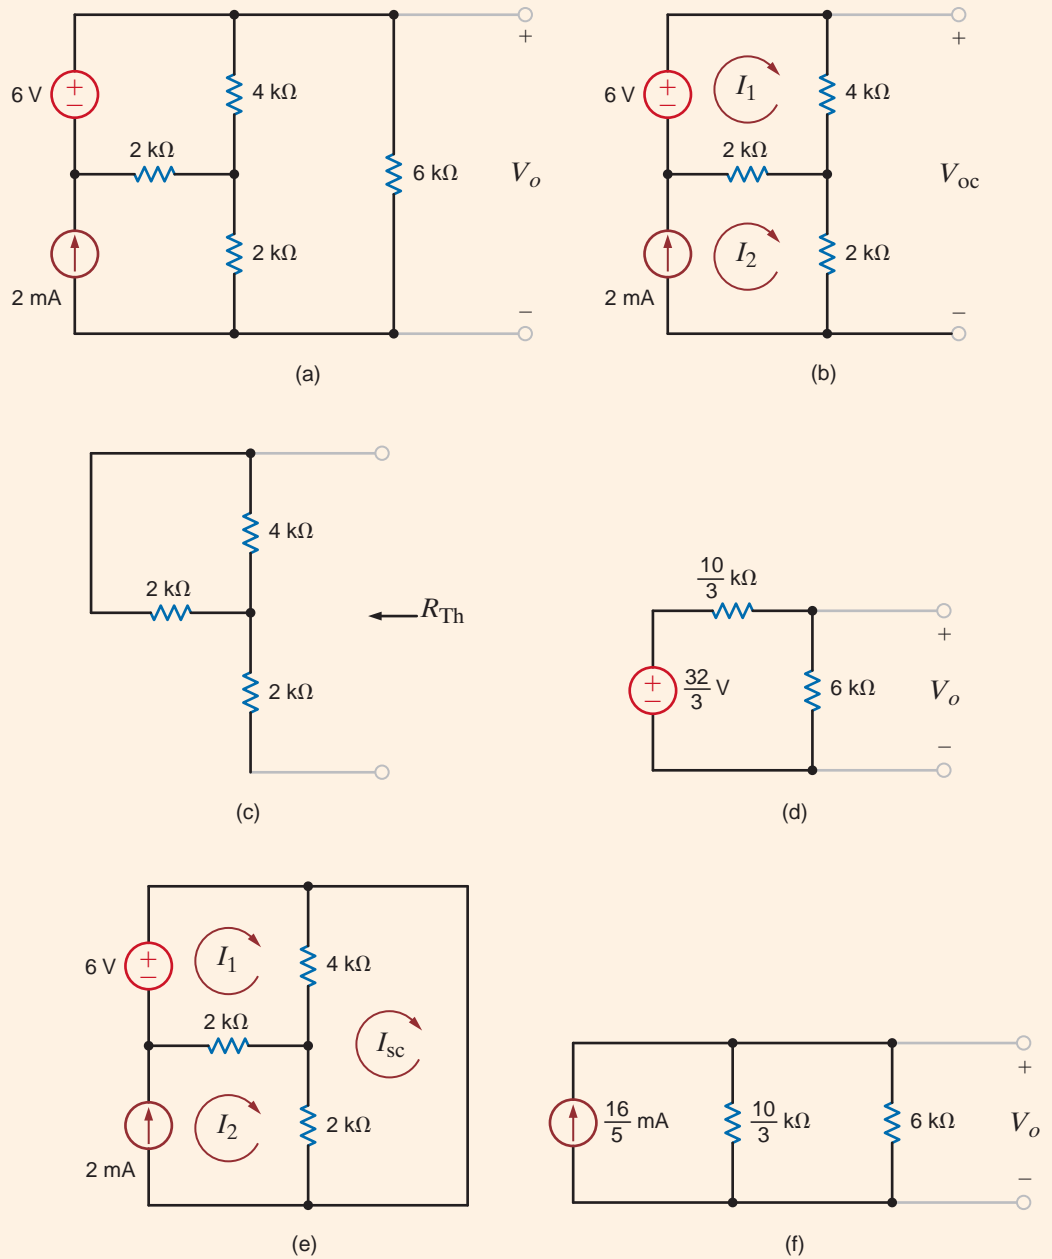 6 V
+
−
4 kΩ
2 kΩ
6 kΩ
2 kΩ
2 mA
+
V_o
−
(a)
6 V
+
−
I_1
4 kΩ
2 kΩ
I_2
2 kΩ
2 mA
+
V_oc
−
(b)
4 kΩ
2 kΩ
2 kΩ
R_Th
(c)
10/3 kΩ
+
−
32/3 V
6 kΩ
+
V_o
−
(d)
6 V
+
−
I_1
4 kΩ
2 kΩ
I_sc
I_2
2 kΩ
2 mA
(e)
16/5 mA
10/3 kΩ
6 kΩ
+
V_o
−
(f)